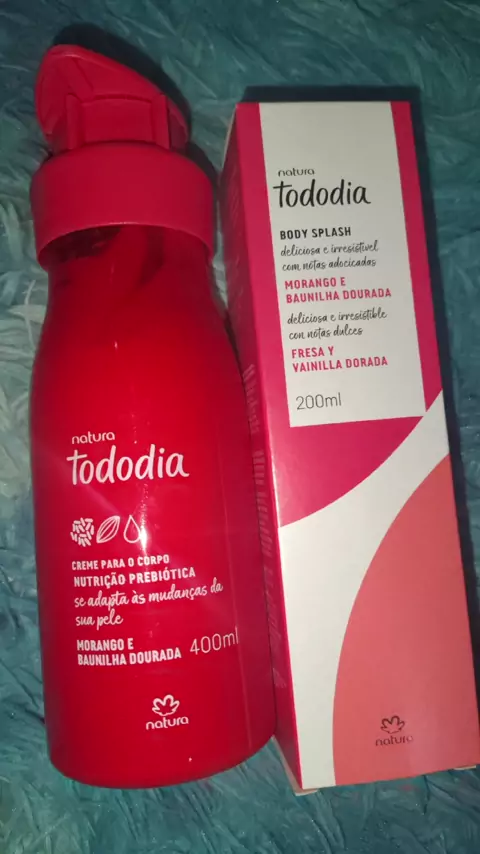 natura
tododia
CREME PARA O CORPO
NUTRIÇÃO PREBIÓTICA
se adapta às mudanças da
sua pele
MORANGO E
BAUNILHA DOURADA 400ml
natura
natura
tododia
BODY SPLASH
deliciosa e irresistível
com notas adocicadas
MORANGO E
BAUNILHA DOURADA
deliciosa e irresistible
con notas dulces
FRESA Y
VAINILLA DORADA
200ml
natura